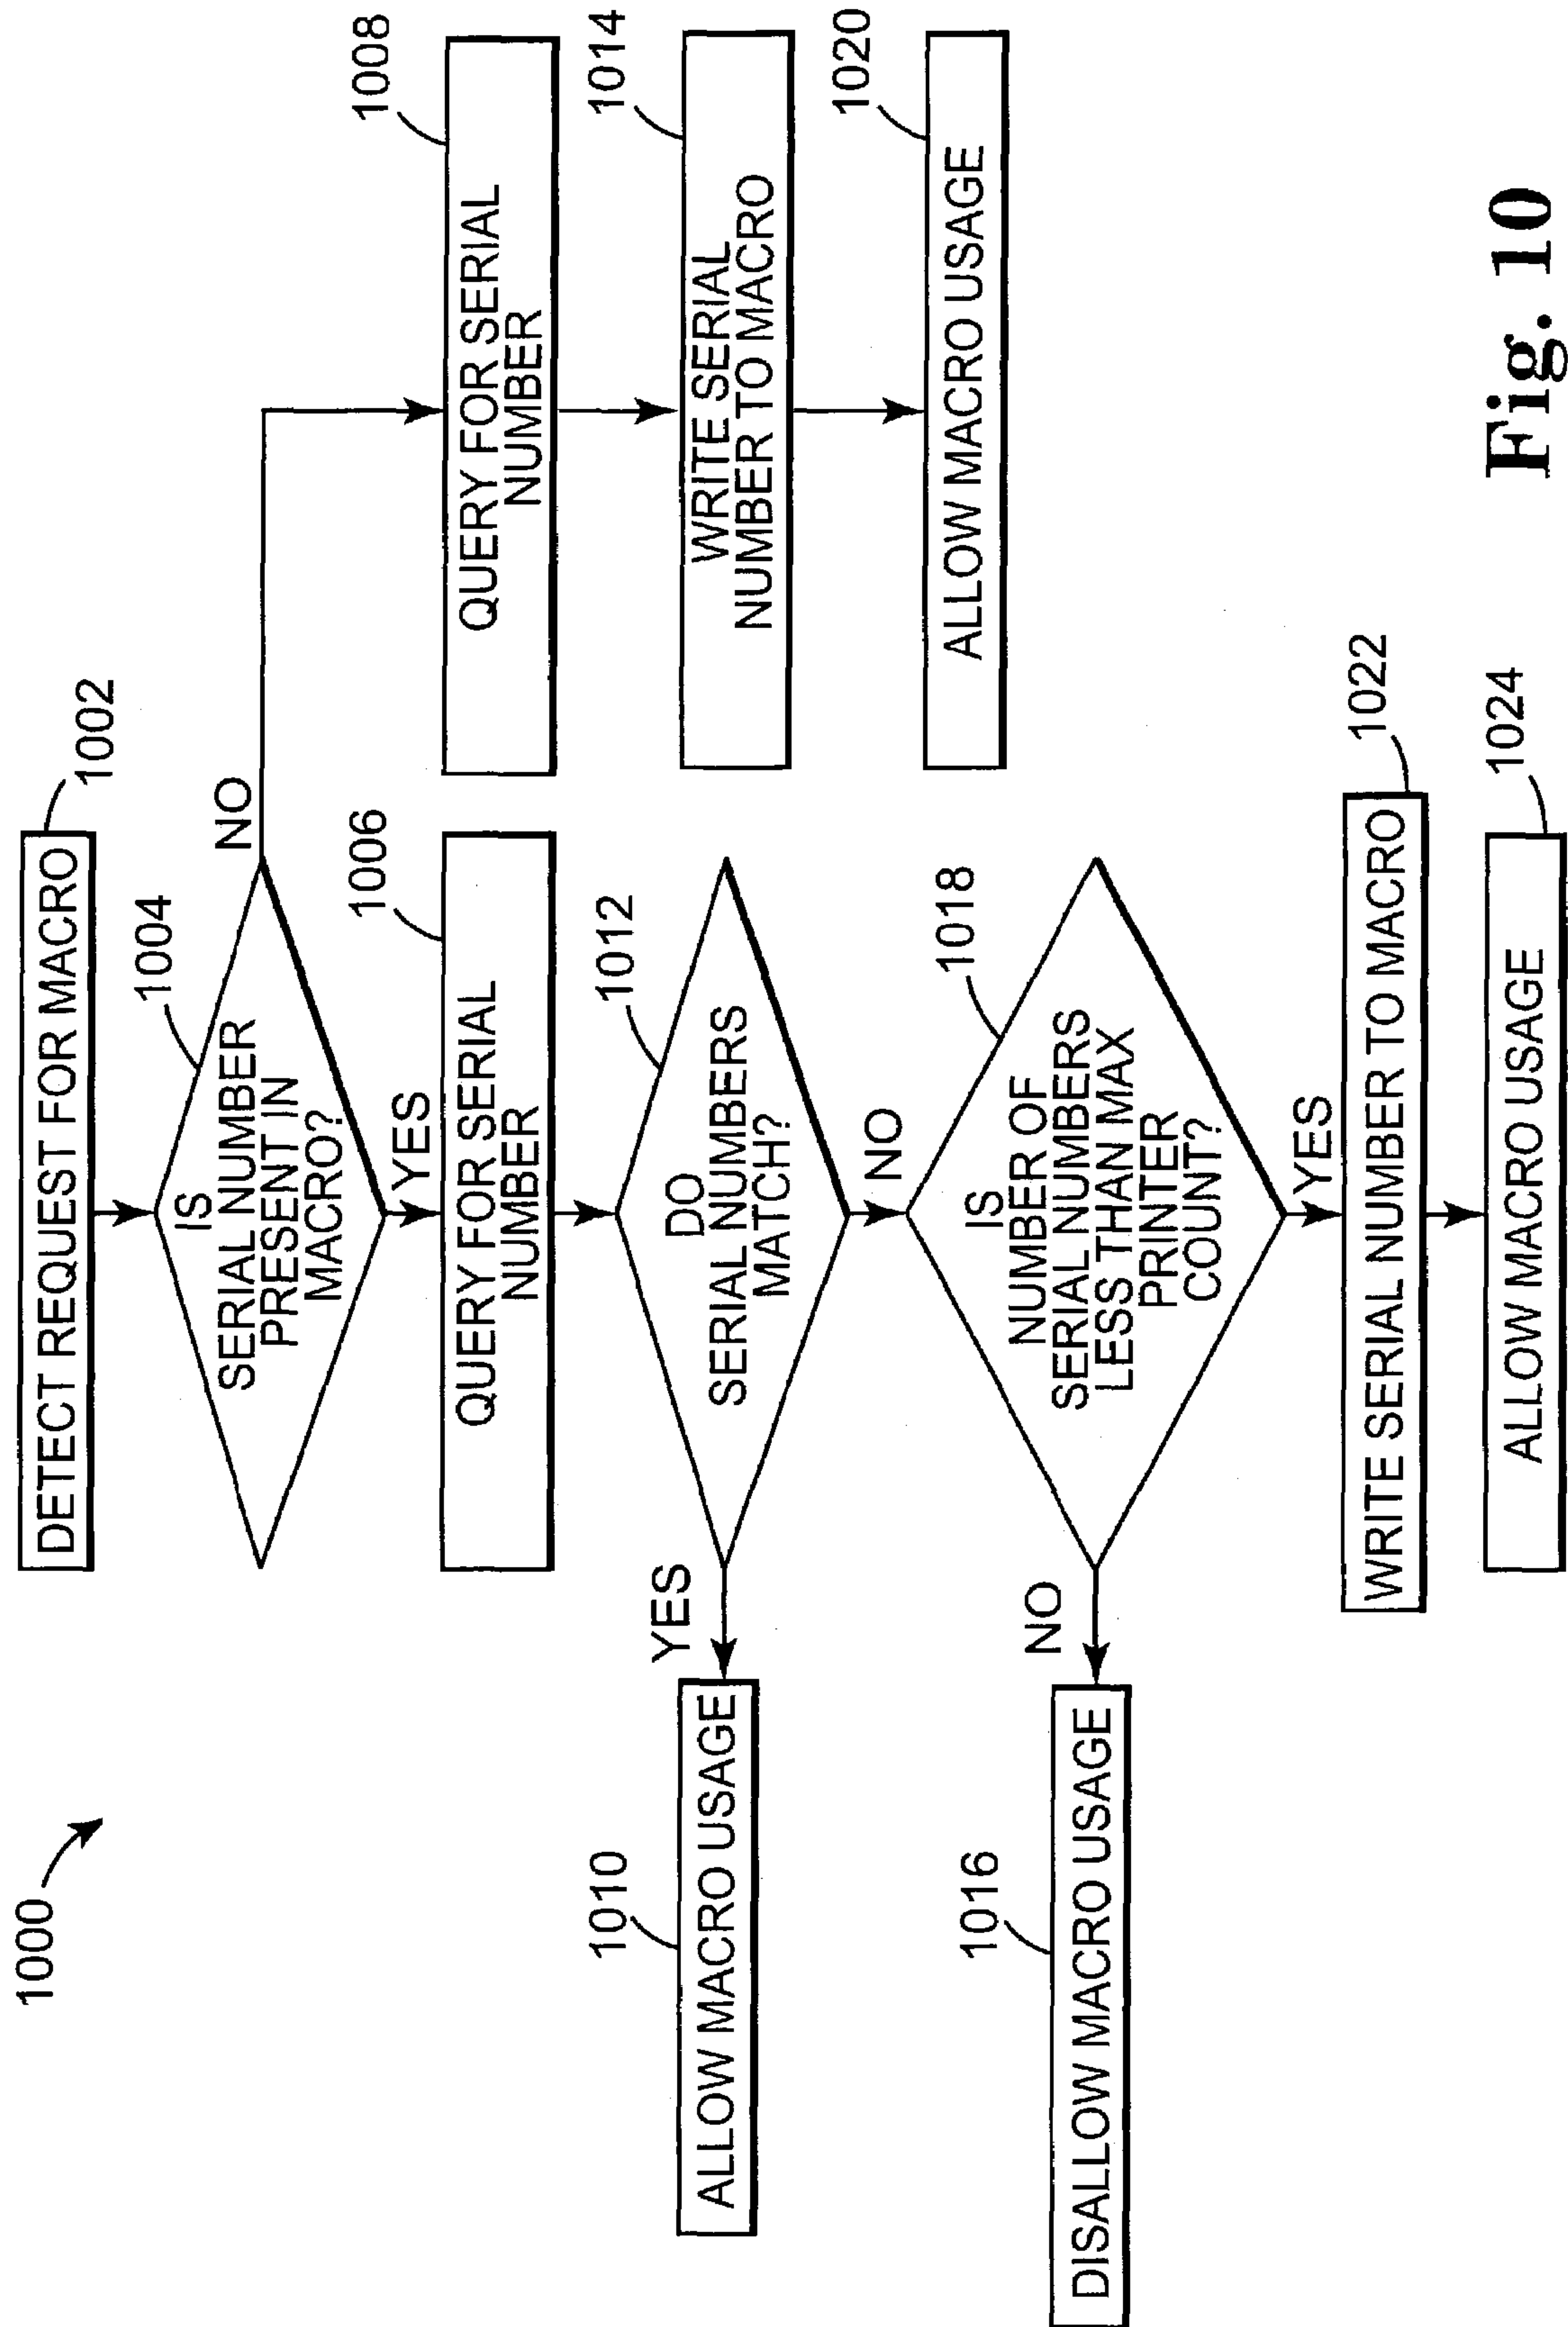 1000
DETECT REQUEST FOR MACRO
1002
IS
SERIAL NUMBER
PRESENT IN
MACRO?
1004
NO
YES
QUERY FOR SERIAL
NUMBER
1006
QUERY FOR SERIAL
NUMBER
1008
1010
ALLOW MACRO USAGE
YES
DO
SERIAL NUMBERS
MATCH?
1012
NO
WRITE SERIAL
NUMBER TO MACRO
1014
1016
DISALLOW MACRO USAGE
NO
IS
NUMBER OF
SERIAL NUMBERS
LESS THAN MAX
PRINTER
COUNT?
1018
YES
ALLOW MACRO USAGE
1020
WRITE SERIAL NUMBER TO MACRO
1022
ALLOW MACRO USAGE
1024
Fig. 10